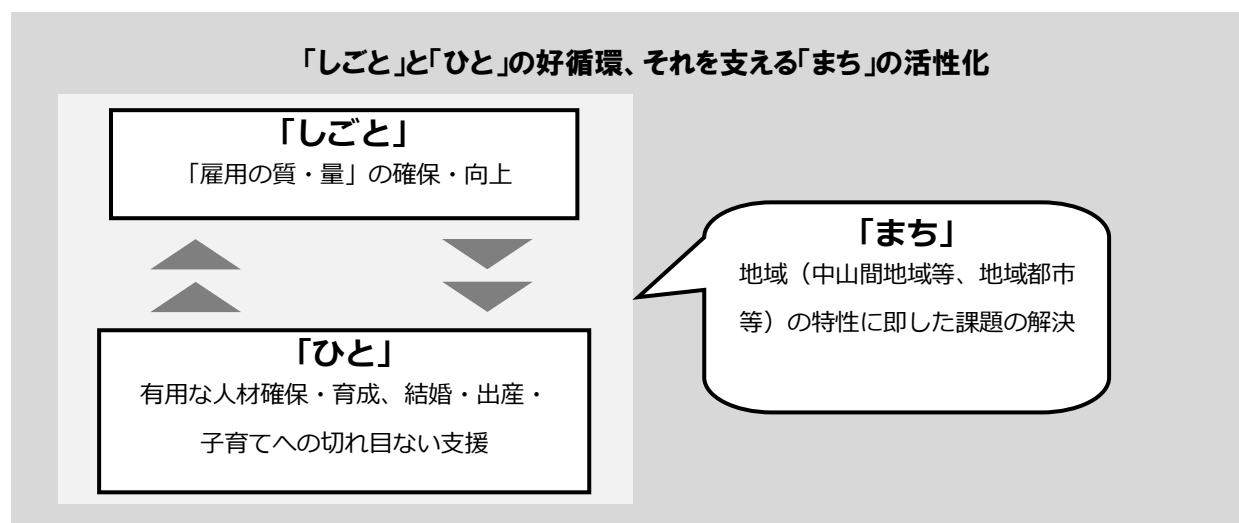 「しごと」と「ひと」の好循環、それを支える「まち」の活性化
「しごと」
「雇用の質・量」の確保・向上
「ひと」
有用な人材確保・育成、結婚・出産・
子育てへの切れ目ない支援
「まち」
地域（中山間地域等、地域都市
等）の特性に即した課題の解決